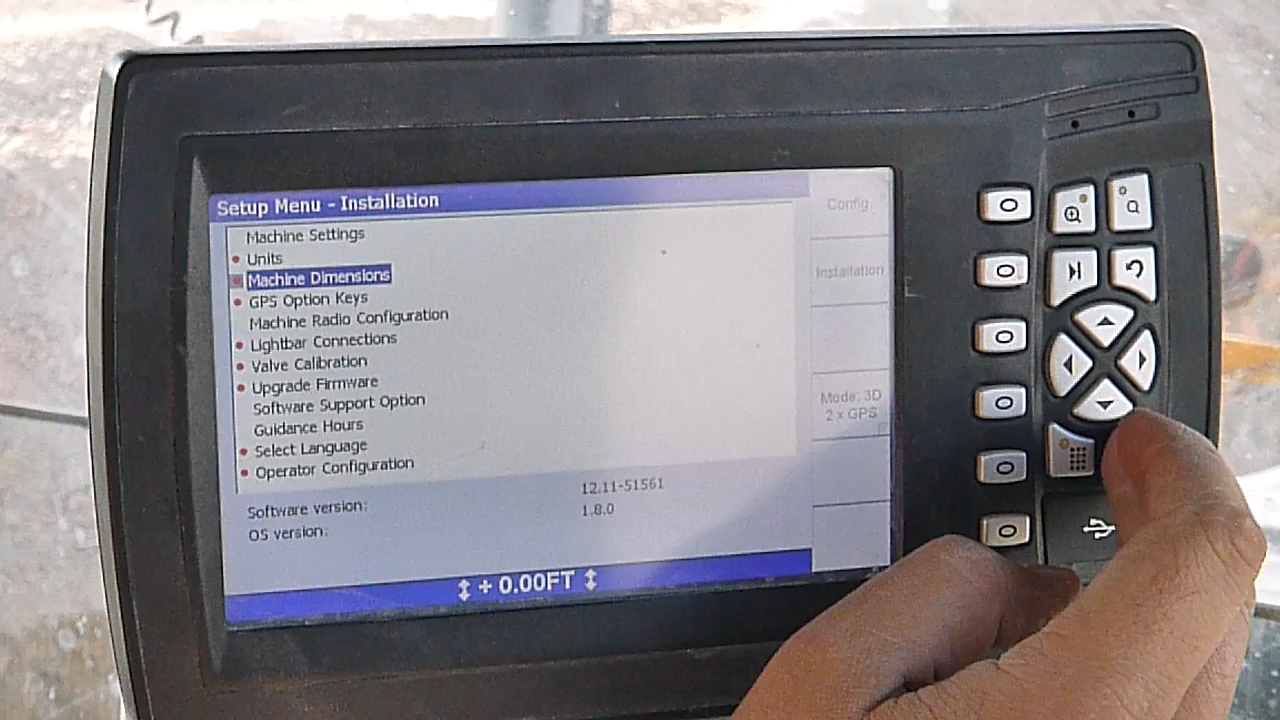 Setup Menu - Installation
Config.
Machine Settings
Units
Machine Dimensions
Installation
GPS Option Keys
Machine Radio Configuration
Lightbar Connections
Valve Calibration
Upgrade Firmware
Mode: 3D
2 x GPS
Software Support Option
Guidance Hours
Select Language
Operator Configuration
Software version: 12.11-51561
OS version: 1.8.0
+ 0.00FT